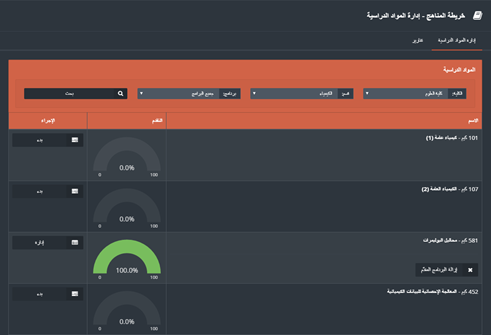 خريطة المناهج - إدارة المواد الدراسية
إدارة المواد الدراسية
تقارير
المواد الدراسية
الكلية: كلية العلوم
قسم: الكيمياء
برنامج: جميع البرامج
بحث
الاسم
التقدم
الإجراء
101 كيم - كيمياء عامة (1)
0.0%
0 100
بدء
107 كيم - الكيمياء العامة (2)
0.0%
0 100
بدء
581 كيم - محاليل البوليمرات
100.0%
0 100
إدارة
إزالة البرنامج المقدم
452 كيم - المعالجة الإحصائية للبيانات الكيميائية
0.0%
0 100
بدء